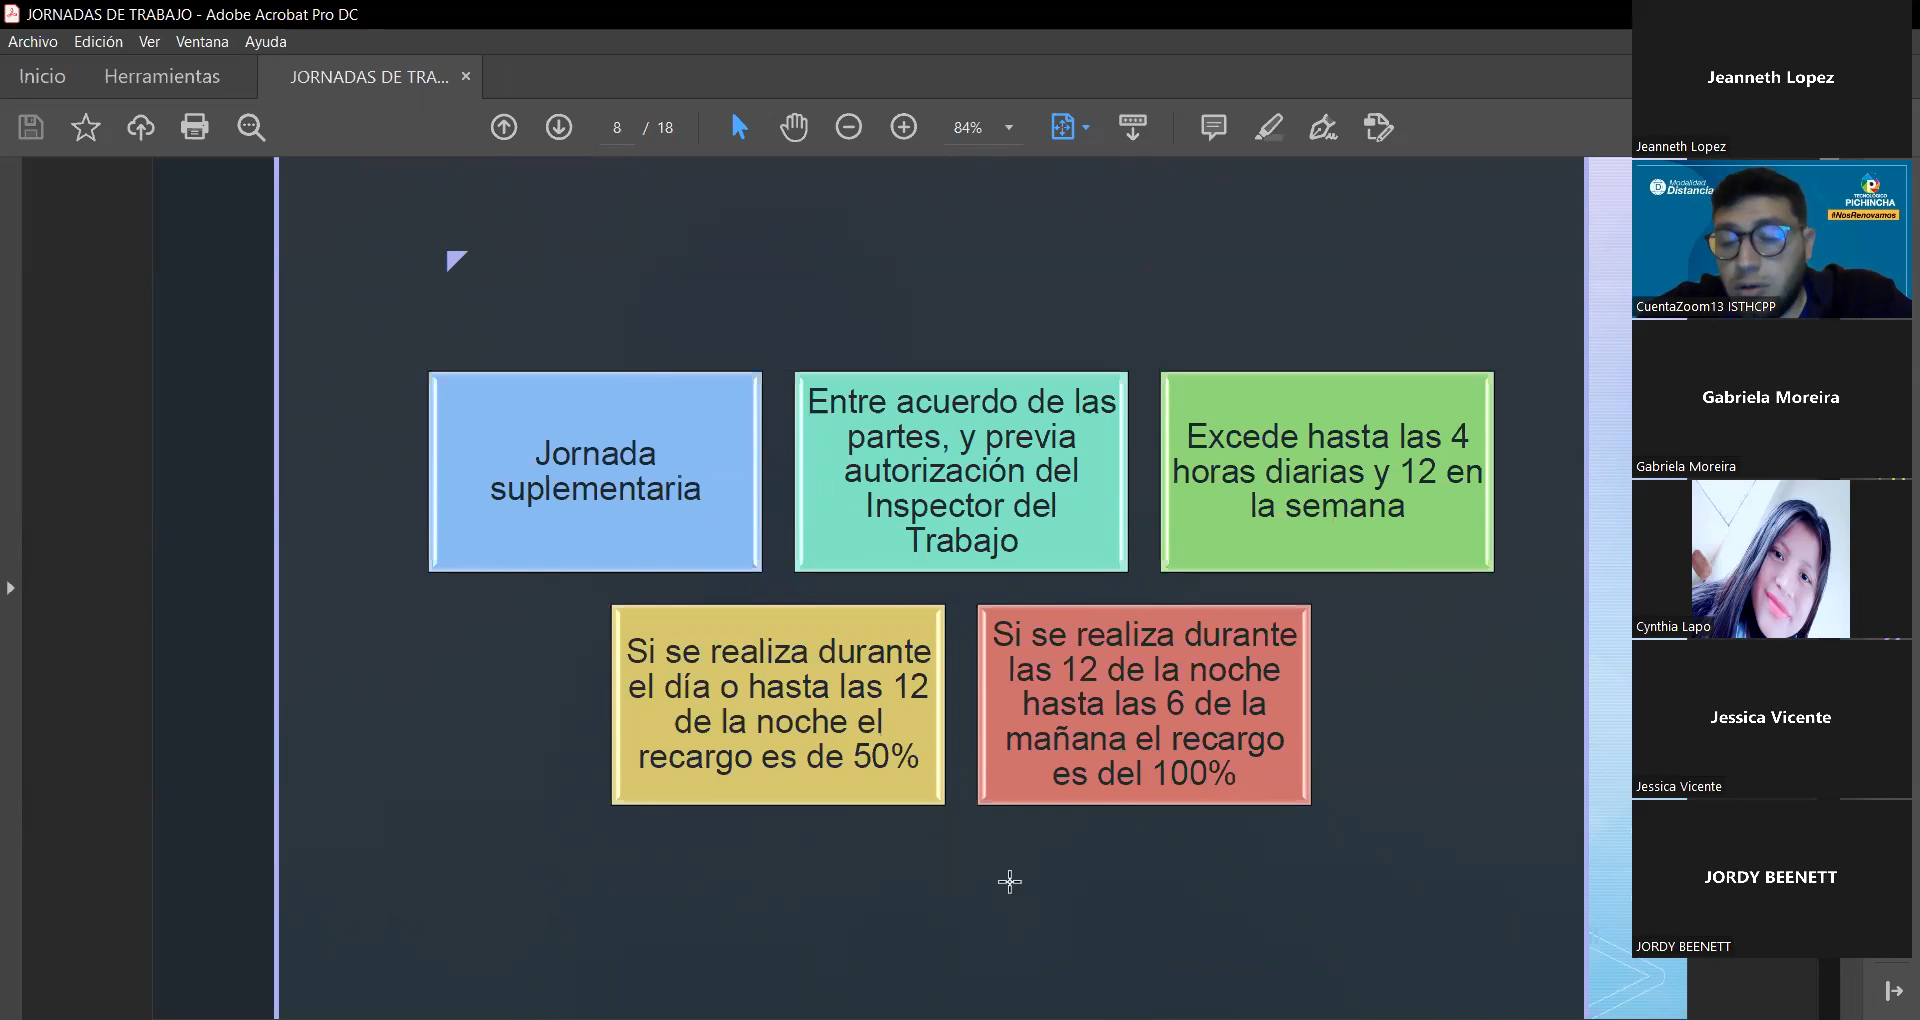 JORNADAS DE TRABAJO - Adobe Acrobat Pro DC
Archivo Edición Ver Ventana Ayuda
Inicio Herramientas JORNADAS DE TRA... ×
8 / 18 84%
Jornada
suplementaria
Entre acuerdo de las
partes, y previa
autorización del
Inspector del
Trabajo
Excede hasta las 4
horas diarias y 12 en
la semana
Si se realiza durante
el día o hasta las 12
de la noche el
recargo es de 50%
Si se realiza durante
las 12 de la noche
hasta las 6 de la
mañana el recargo
es del 100%
Jeanneth Lopez
Jeanneth Lopez
Modalidad
Distancia
TECNOLÓGICO
PICHINCHA
#NosRenovamos
CuentaZoom13 ISTHCPP
Gabriela Moreira
Gabriela Moreira
Cynthia Lapo
Jessica Vicente
Jessica Vicente
JORDY BEENETT
JORDY BEENETT